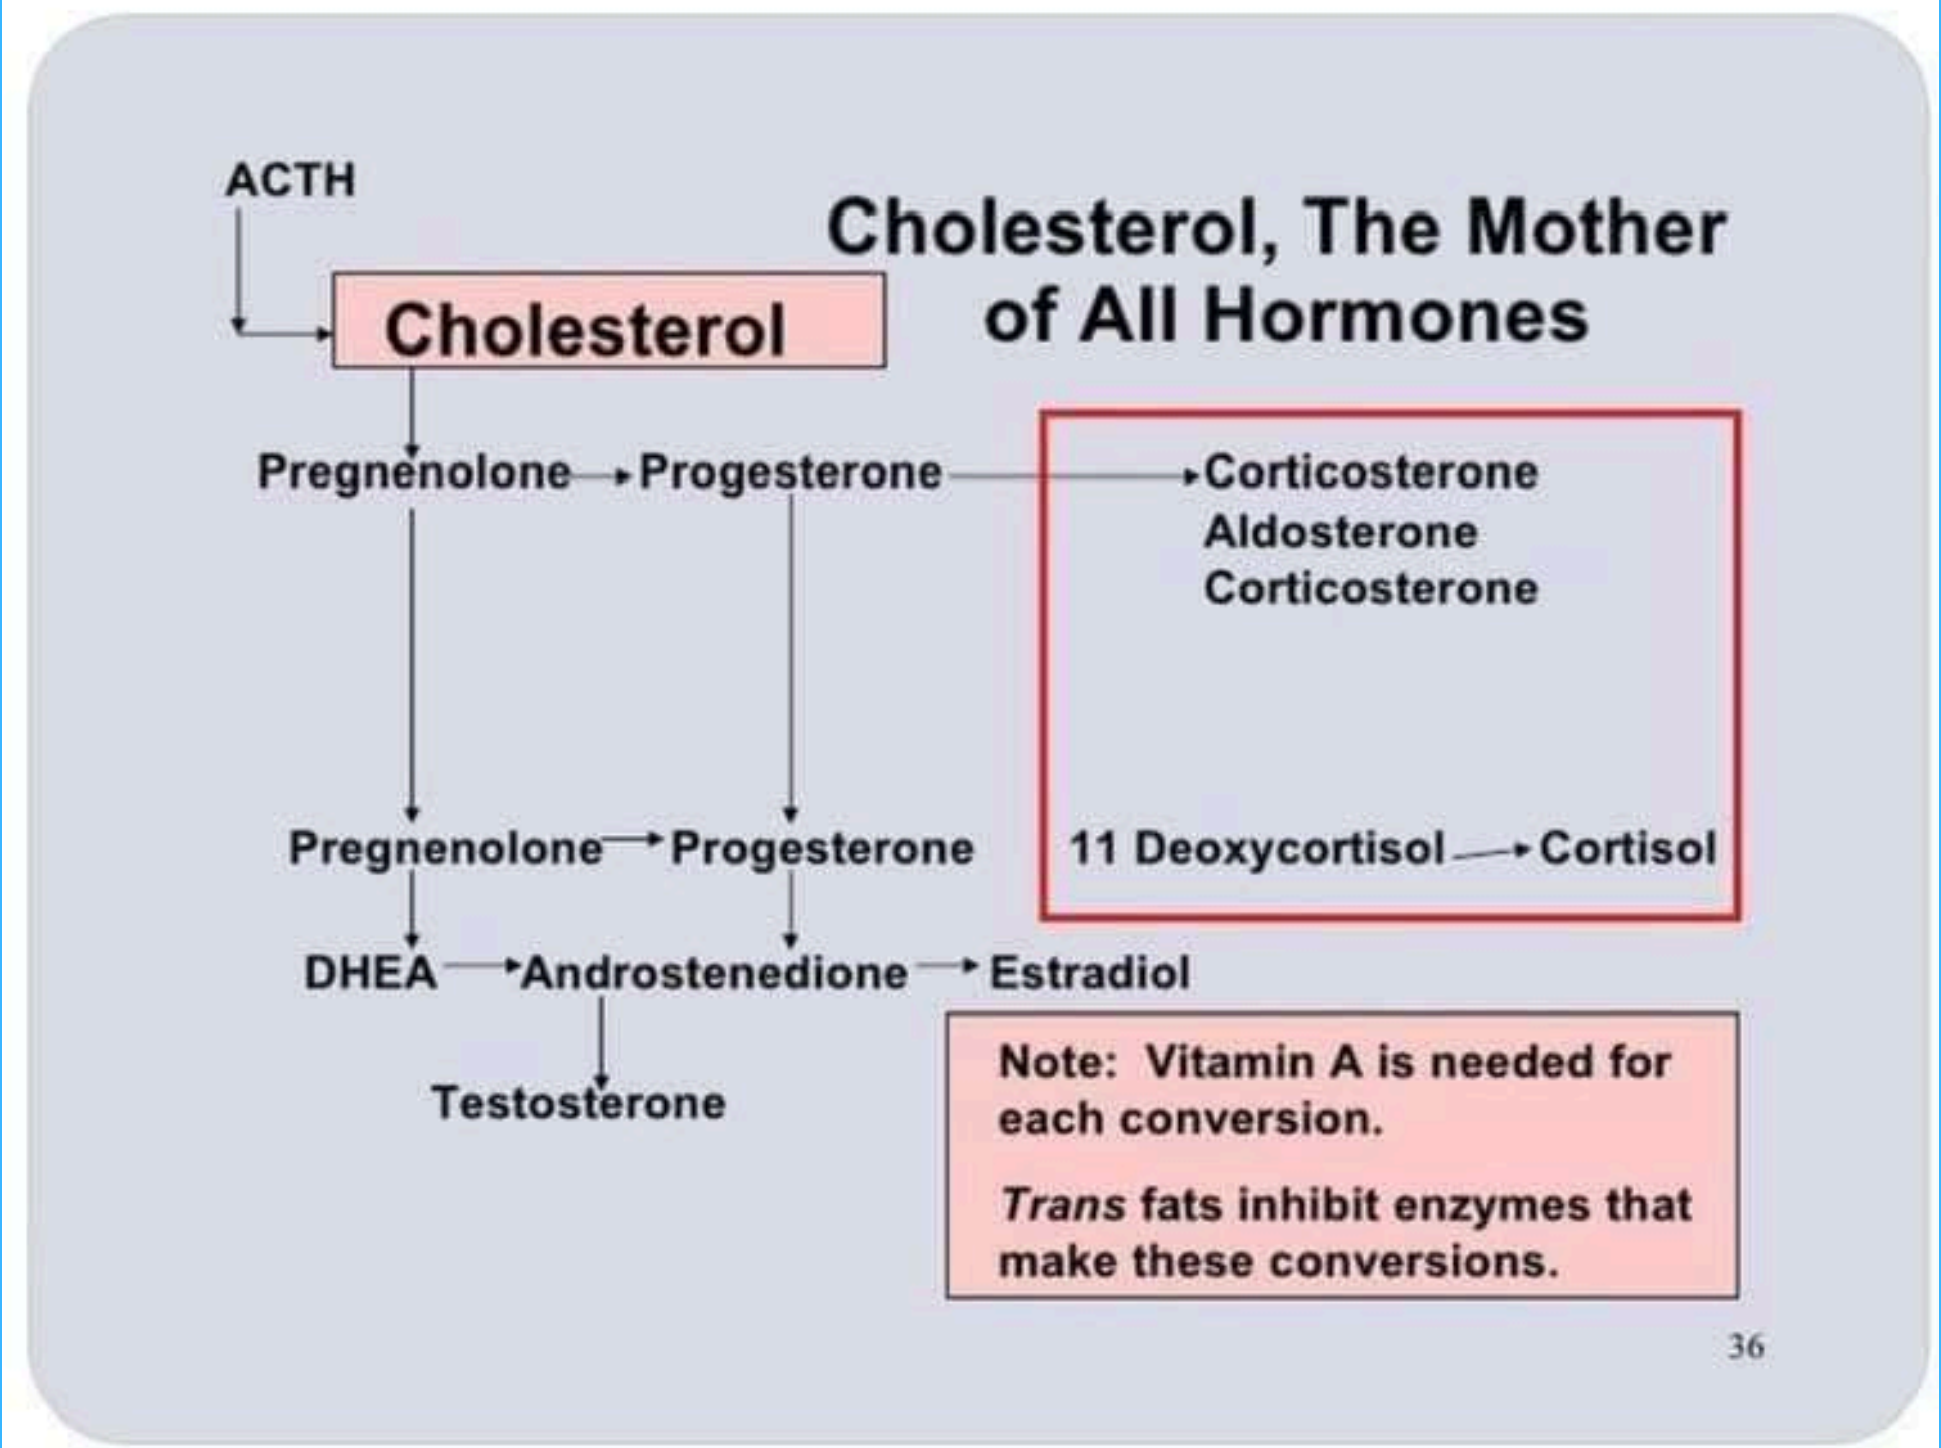 ACTH
Cholesterol, The Mother
of All Hormones
Cholesterol
Pregnenolone Progesterone Corticosterone
Aldosterone
Corticosterone
Pregnenolone Progesterone 11 Deoxycortisol Cortisol
DHEA Androstenedione Estradiol
Testosterone
Note: Vitamin A is needed for
each conversion.
Trans fats inhibit enzymes that
make these conversions.
36